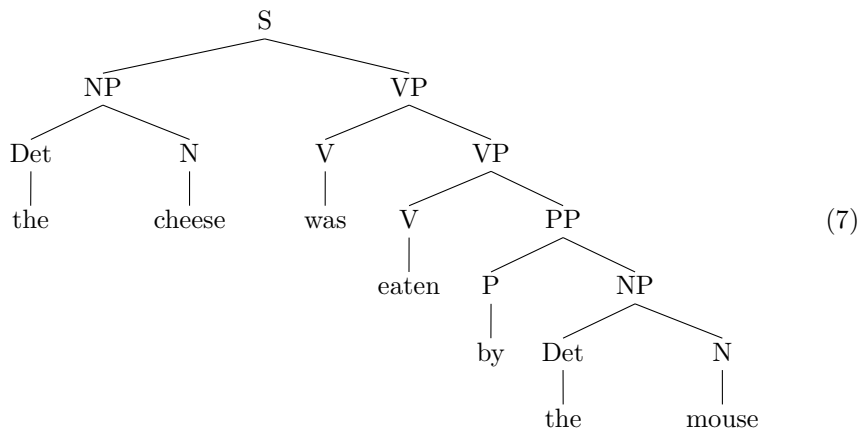 S
NP VP
Det N V VP
the cheese was V PP (7)
eaten P NP
by Det N
the mouse